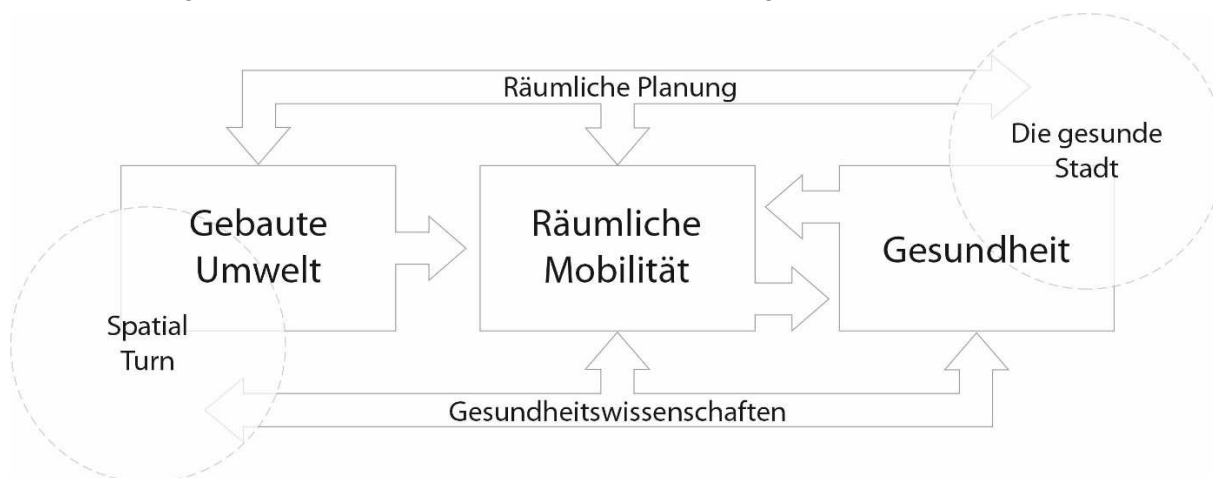 Räumliche Planung
Die gesunde
Stadt
Gebaute
Umwelt
Räumliche
Mobilität
Gesundheit
Spatial
Turn
Gesundheitswissenschaften